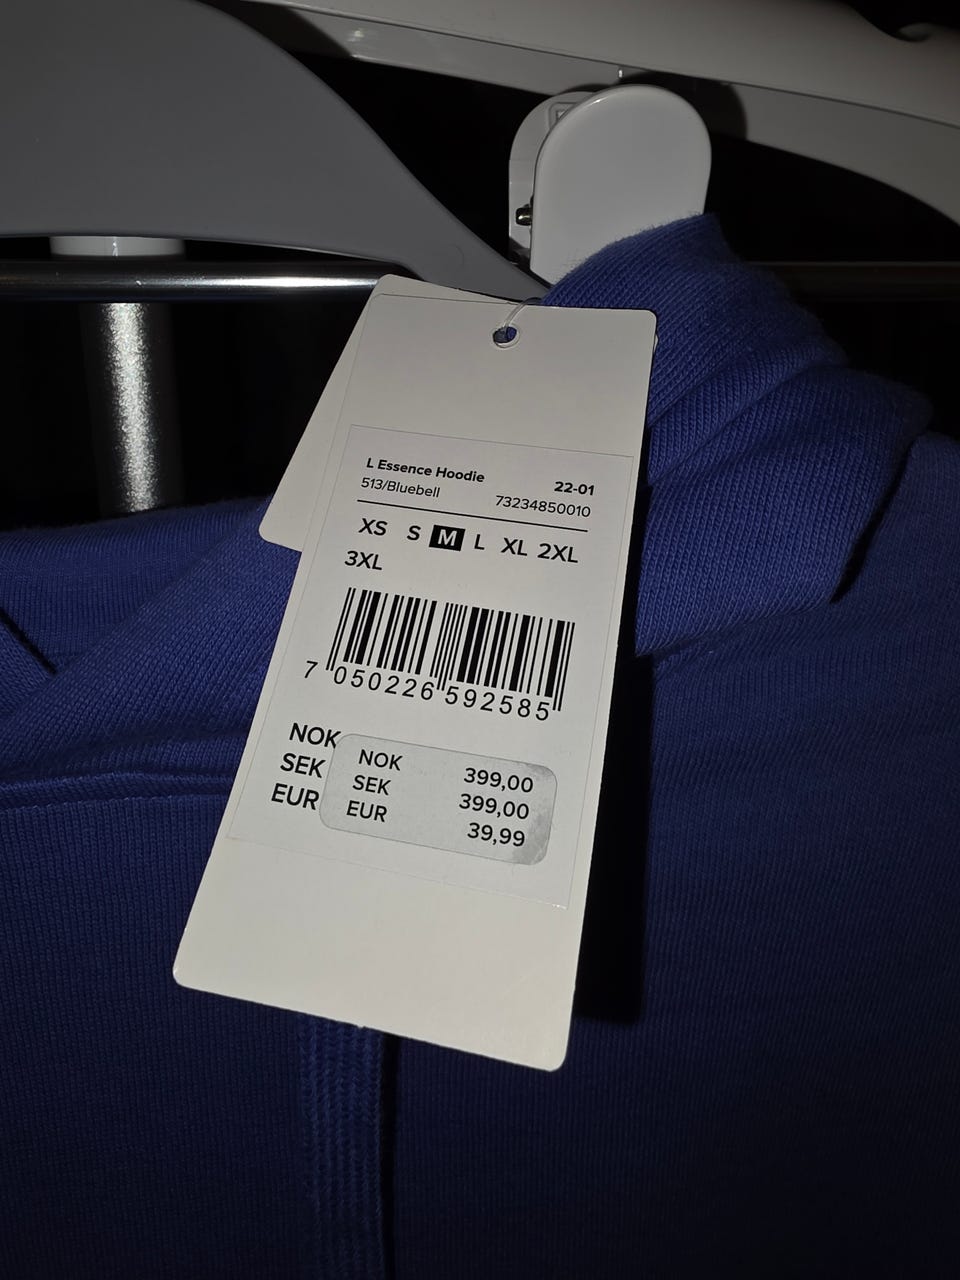 L Essence Hoodie 22-01
513/Bluebell 73234850010
XS S M L XL 2XL
3XL
7 050226 592585
NOK
SEK
EUR
NOK 399,00
SEK 399,00
EUR 39,99